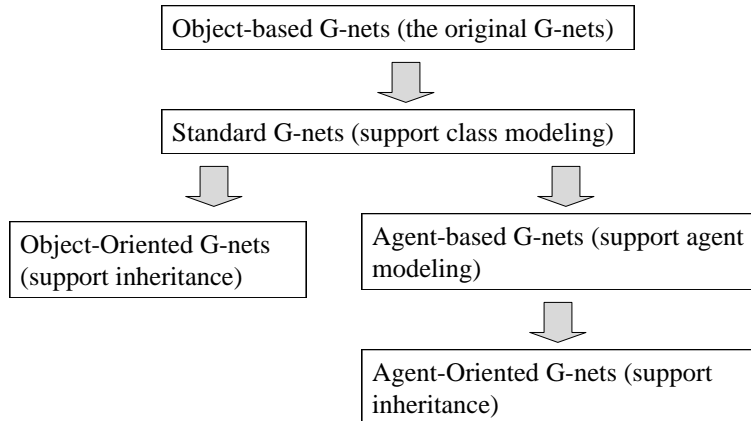 Object-based G-nets (the original G-nets)
Standard G-nets (support class modeling)
Object-Oriented G-nets
(support inheritance)
Agent-based G-nets (support agent
modeling)
Agent-Oriented G-nets (support
inheritance)